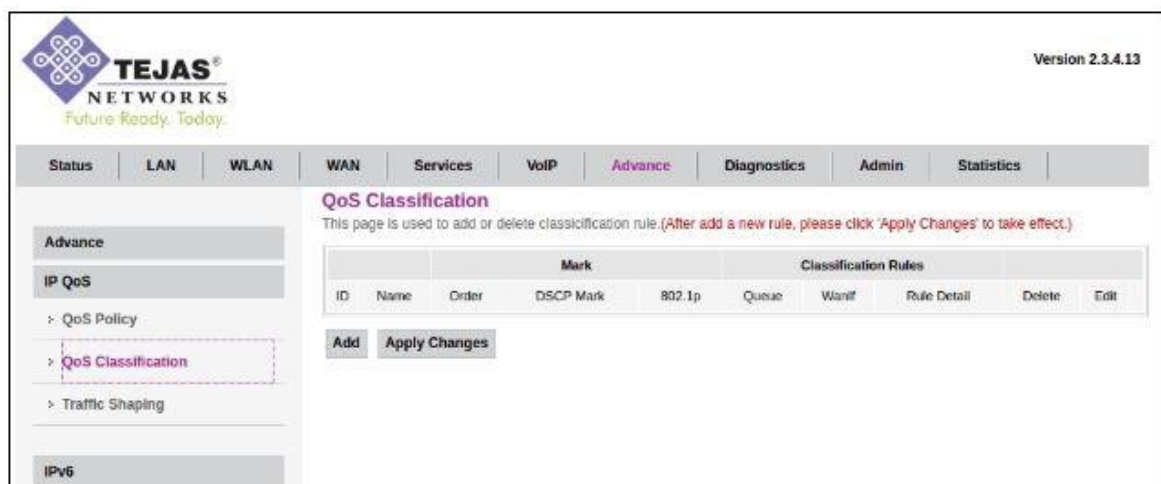 TEJAS®
NETWORKS
Future Ready. Today.
Version 2.3.4.13
Status LAN WLAN WAN Services VoIP Advance Diagnostics Admin Statistics
Advance
IP QoS
QoS Policy
QoS Classification
Traffic Shaping
IPv6
QoS Classification
This page is used to add or delete classicification rule.(After add a new rule, please click 'Apply Changes' to take effect.)
Mark Classification Rules
ID Name Order DSCP Mark 802.1p Queue Wanif Rule Detail Delete Edit
Add Apply Changes